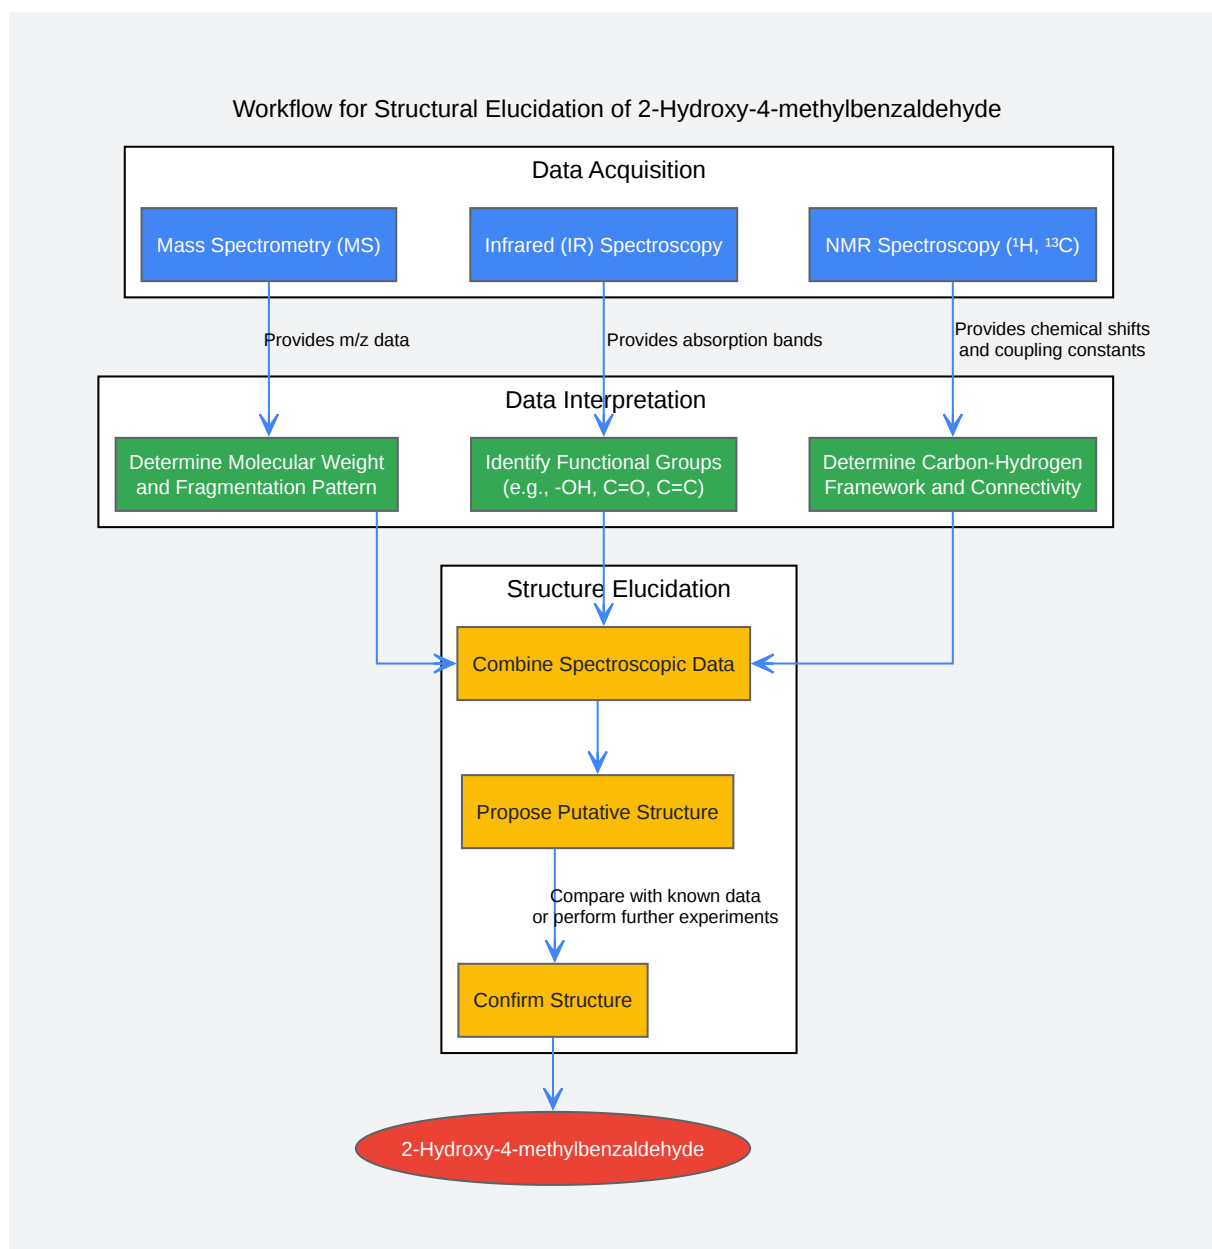 Workflow for Structural Elucidation of 2-Hydroxy-4-methylbenzaldehyde
Data Acquisition
Mass Spectrometry (MS)
Infrared (IR) Spectroscopy
NMR Spectroscopy (¹H, ¹³C)
Provides m/z data
Provides absorption bands
Provides chemical shifts
and coupling constants
Data Interpretation
Determine Molecular Weight
and Fragmentation Pattern
Identify Functional Groups
(e.g., -OH, C=O, C=C)
Determine Carbon-Hydrogen
Framework and Connectivity
Structure Elucidation
Combine Spectroscopic Data
Propose Putative Structure
Compare with known data
or perform further experiments
Confirm Structure
2-Hydroxy-4-methylbenzaldehyde